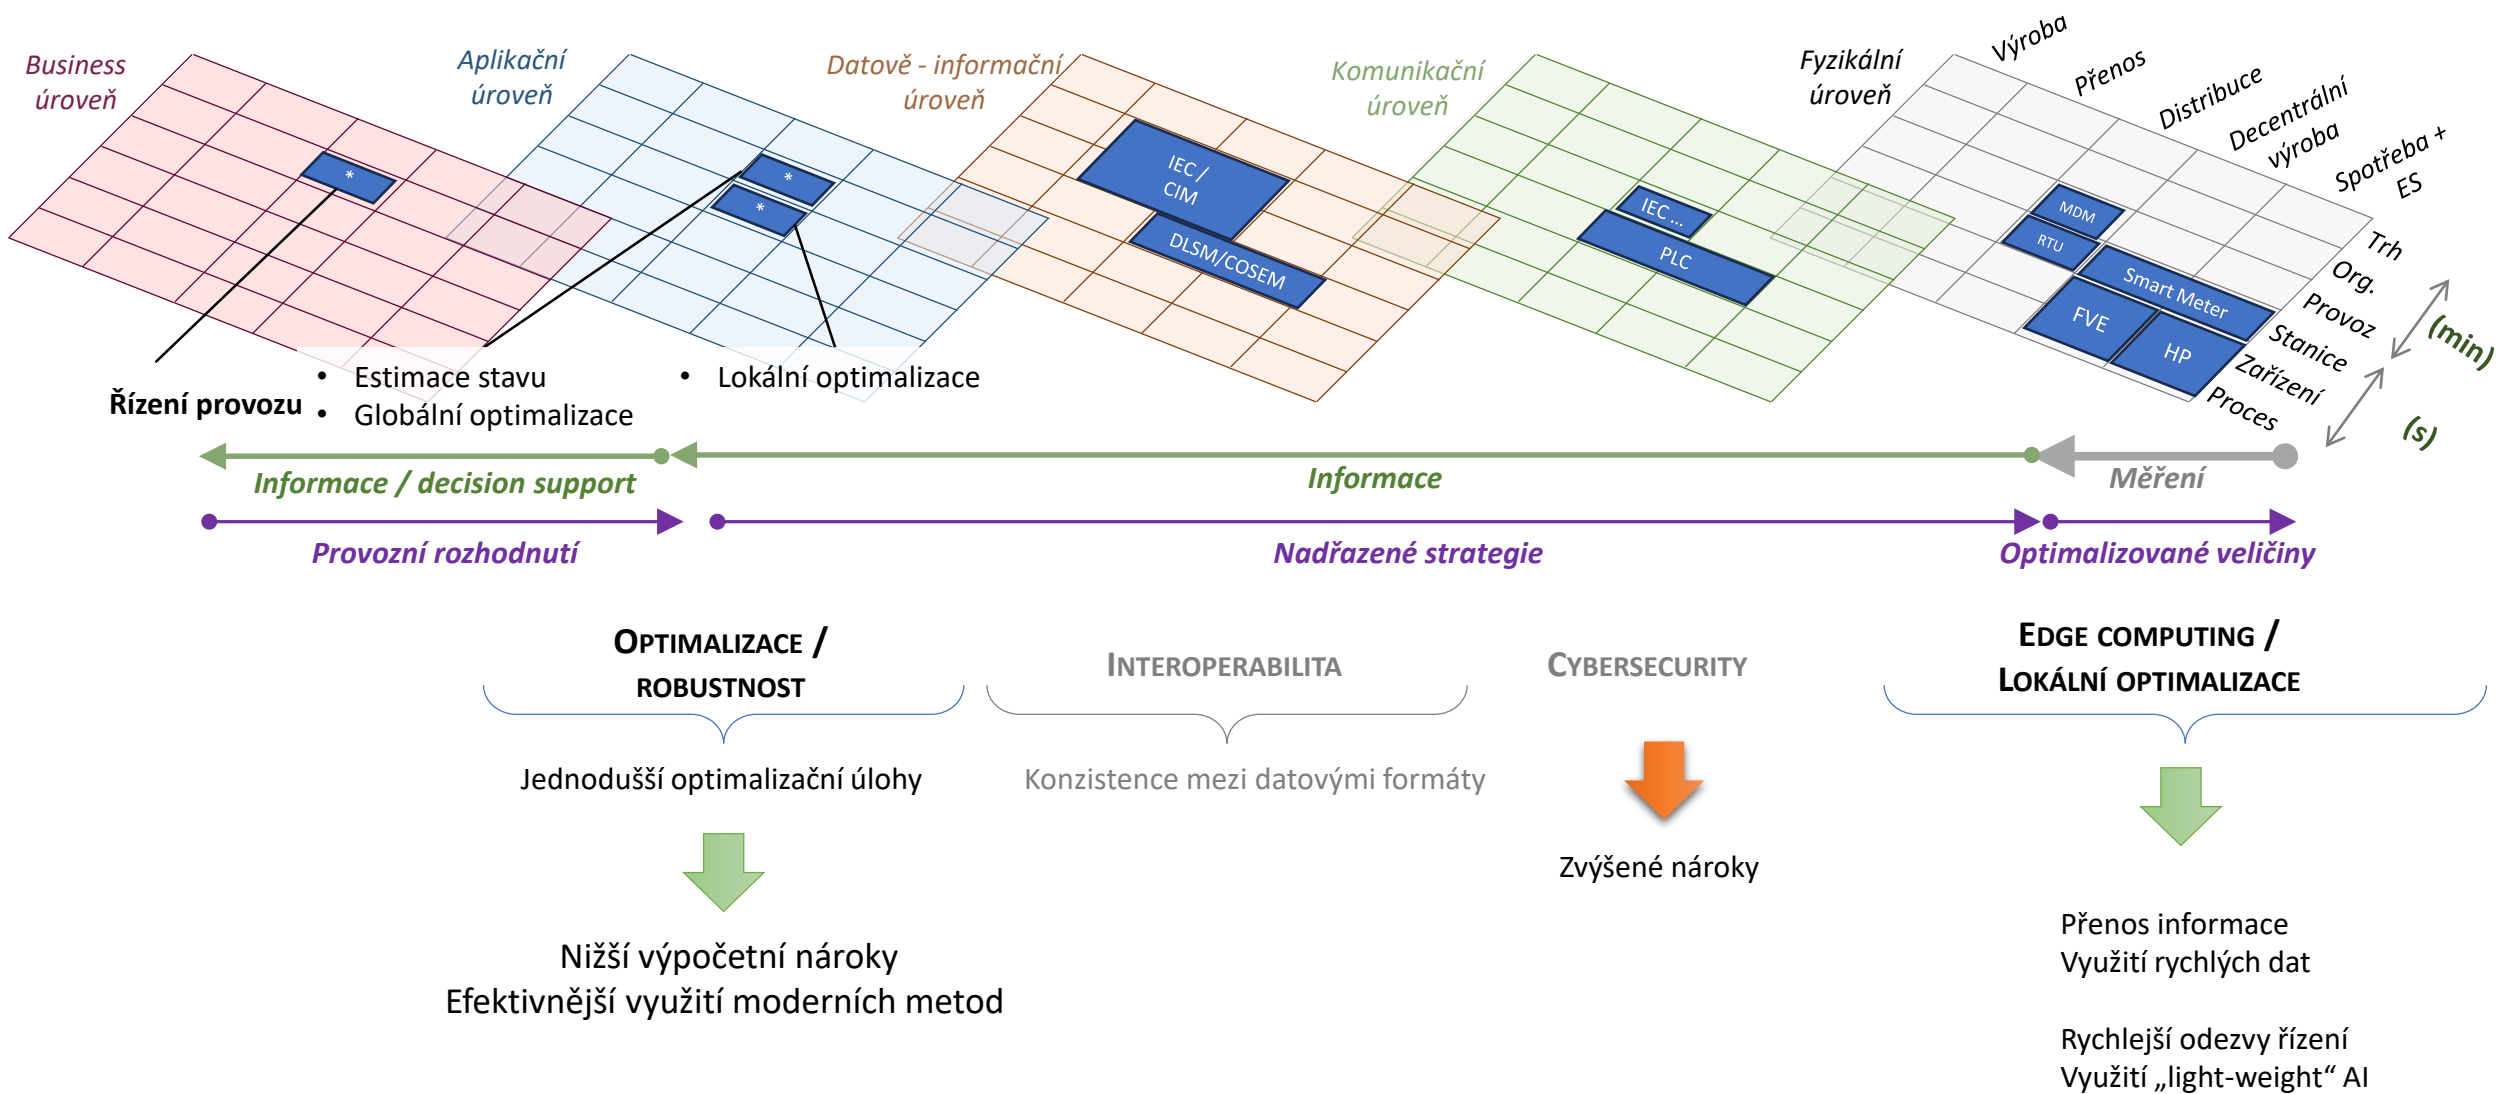 Business
úroveň
Aplikační
úroveň
Datově - informační
úroveň
Komunikační
úroveň
Fyzikální
úroveň
Výroba
Přenos
Distribuce
Decentrální
výroba
Spotřeba +
ES
*
*
*
IEC /
CIM
DLSM/COSEM
IEC ...
PLC
MDM
RTU
Smart Meter
FVE
HP
Trh
Org.
Provoz
Stanice
Zařízení
Proces
(min)
(s)
Řízení provozu
• Estimace stavu
• Globální optimalizace
• Lokální optimalizace
Informace / decision support
Informace
Měření
Provozní rozhodnutí
Nadřazené strategie
Optimalizované veličiny
OPTIMALIZACE /
ROBUSTNOST
INTEROPERABILITA
CYBERSECURITY
EDGE COMPUTING /
LOKÁLNÍ OPTIMALIZACE
Jednodušší optimalizační úlohy
Konzistence mezi datovými formáty
Zvýšené nároky
Nižší výpočetní nároky
Efektivnější využití moderních metod
Přenos informace
Využití rychlých dat
Rychlejší odezvy řízení
Využití „light-weight“ AI